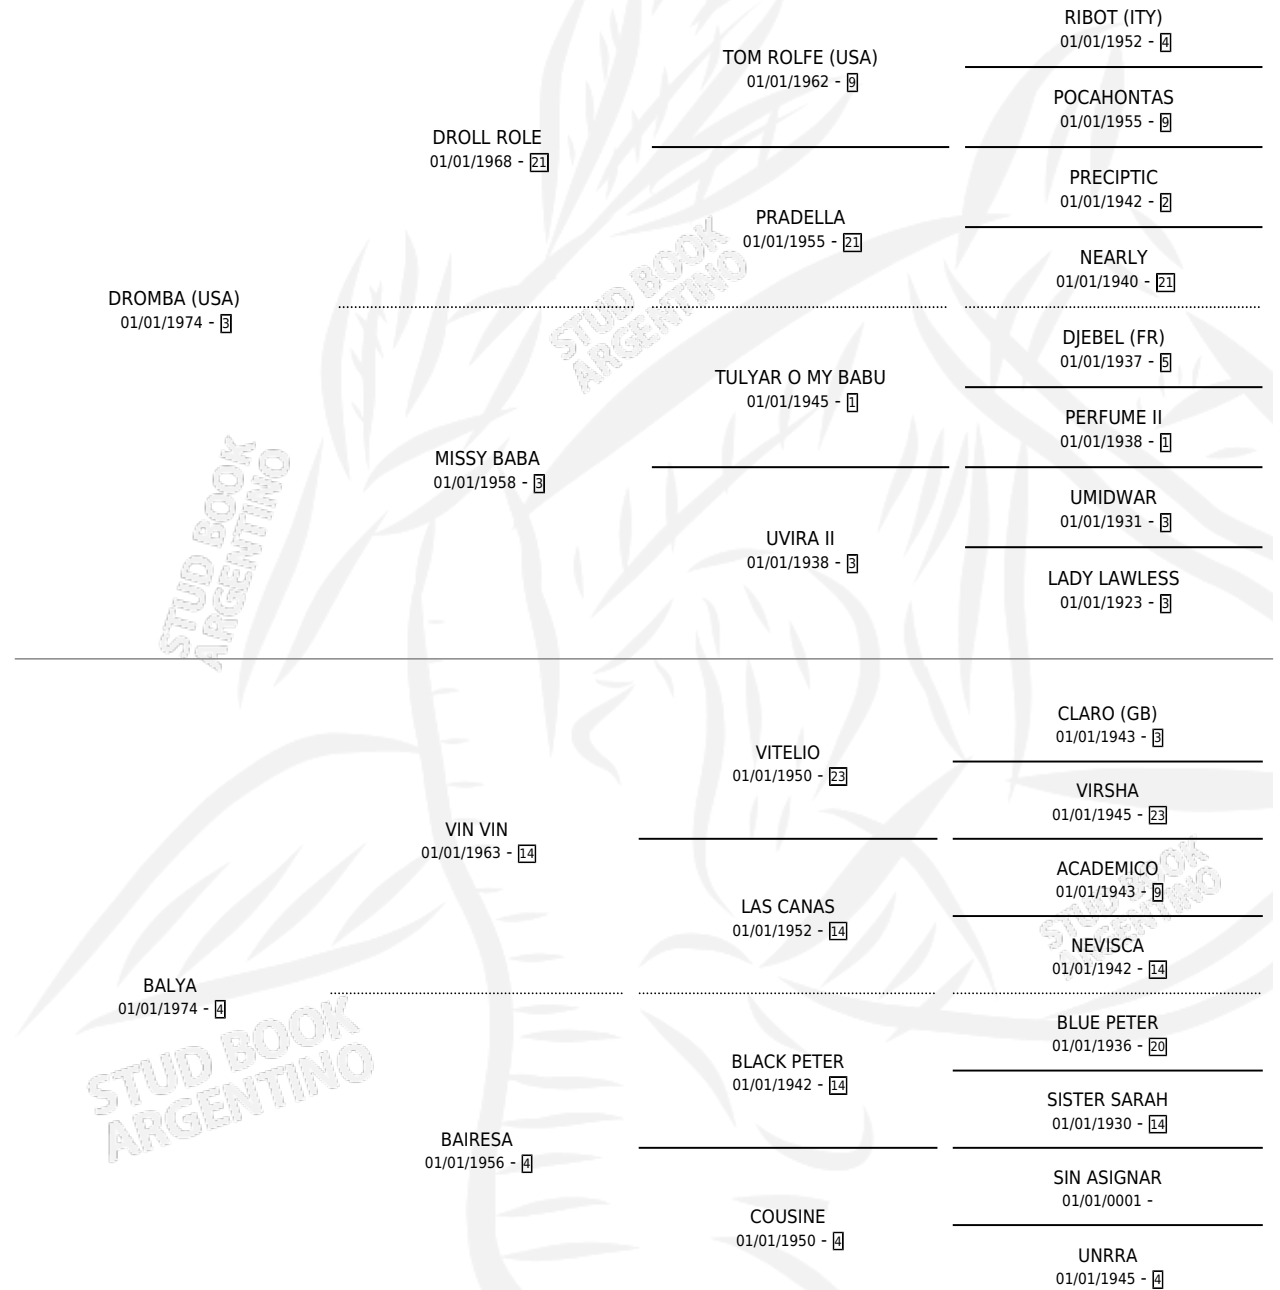 RIBOT (ITY)
01/01/1952 - 4
TOM ROLFE (USA)
01/01/1962 - 9
POCAHONTAS
01/01/1955 - 9
DROLL ROLE
01/01/1968 - 21
PRECIPTIC
01/01/1942 - 2
PRADELLA
01/01/1955 - 21
NEARLY
01/01/1940 - 21
DROMBA (USA)
01/01/1974 - 3
DJEBEL (FR)
01/01/1937 - 5
TULYAR O MY BABU
01/01/1945 - 1
PERFUME II
01/01/1938 - 1
MISSY BABA
01/01/1958 - 3
UMIDWAR
01/01/1931 - 3
UVIRA II
01/01/1938 - 3
LADY LAWLESS
01/01/1923 - 3
STUD BOOK
ARGENTINO
STUD BOOK
ARGENTINO
CLARO (GB)
01/01/1943 - 3
VITELIO
01/01/1950 - 23
VIRSHA
01/01/1945 - 23
VIN VIN
01/01/1963 - 14
ACADEMICO
01/01/1943 - 9
LAS CANAS
01/01/1952 - 14
NEVISCA
01/01/1942 - 14
BALYA
01/01/1974 - 4
BLUE PETER
01/01/1936 - 20
BLACK PETER
01/01/1942 - 14
SISTER SARAH
01/01/1930 - 14
BAIRESA
01/01/1956 - 4
SIN ASIGNAR
01/01/0001 -
COUSINE
01/01/1950 - 4
UNRRA
01/01/1945 - 4
STUD BOOK
ARGENTINO
STUD BOOK
ARGENTINO